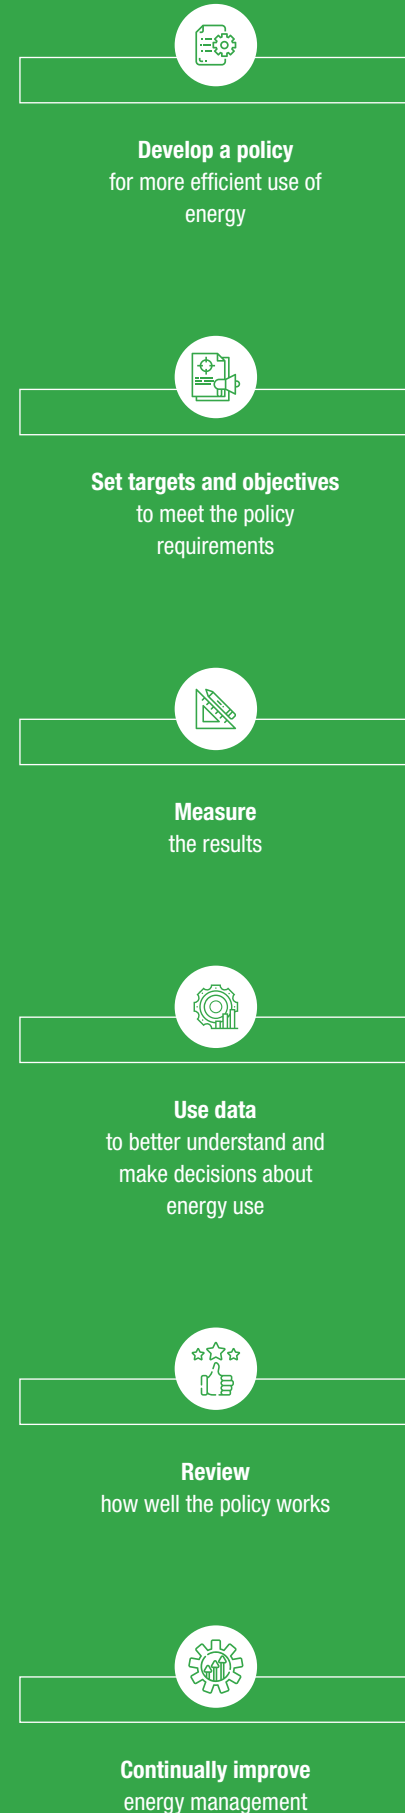 Develop a policy
for more efficient use of
energy
Set targets and objectives
to meet the policy
requirements
Measure
the results
Use data
to better understand and
make decisions about
energy use
Review
how well the policy works
Continually improve
energy management